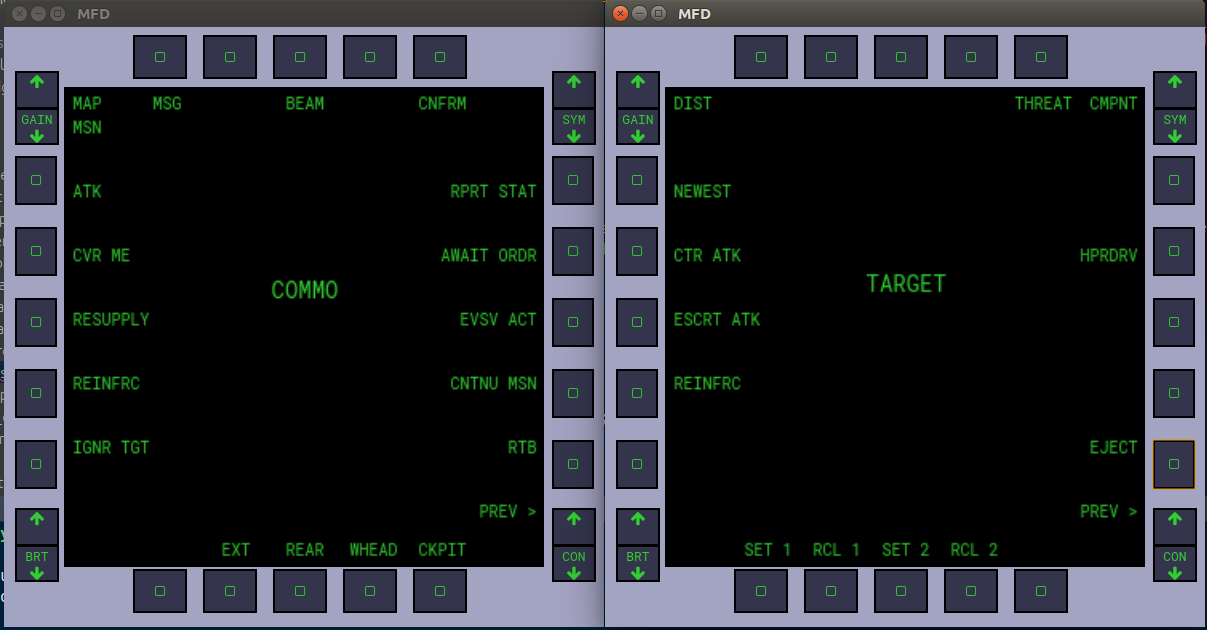 MFD
GAIN
SYM
MAP MSG BEAM CNFRM
MSN
ATK RPRT STAT
CVR ME AWAIT ORDR
COMMO
RESUPPLY EVSV ACT
REINFRC CNTNU MSN
IGNR TGT RTB
PREV >
EXT REAR WHEAD CKPIT
BRT
CON
MFD
GAIN
SYM
DIST THREAT CMPNT
NEWEST
CTR ATK HPRDRV
TARGET
ESCRT ATK
REINFRC
EJECT
PREV >
SET 1 RCL 1 SET 2 RCL 2
BRT
CON